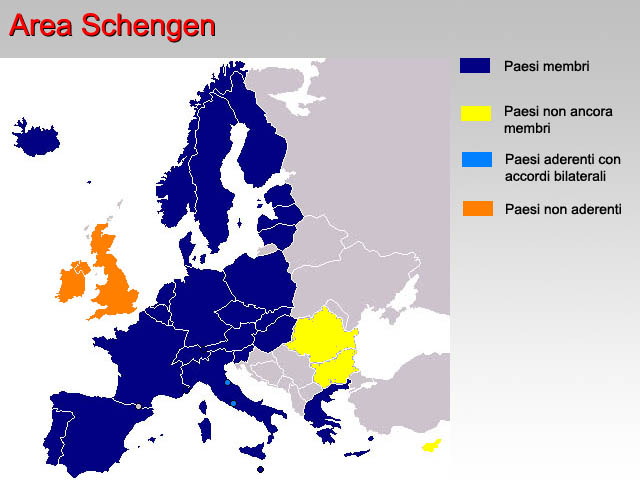 Area Schengen
Paesi membri
Paesi non ancora
membri
Paesi aderenti con
accordi bilaterali
Paesi non aderenti